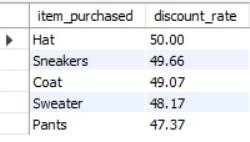 item_purchased discount_rate
Hat 50.00
Sneakers 49.66
Coat 49.07
Sweater 48.17
Pants 47.37